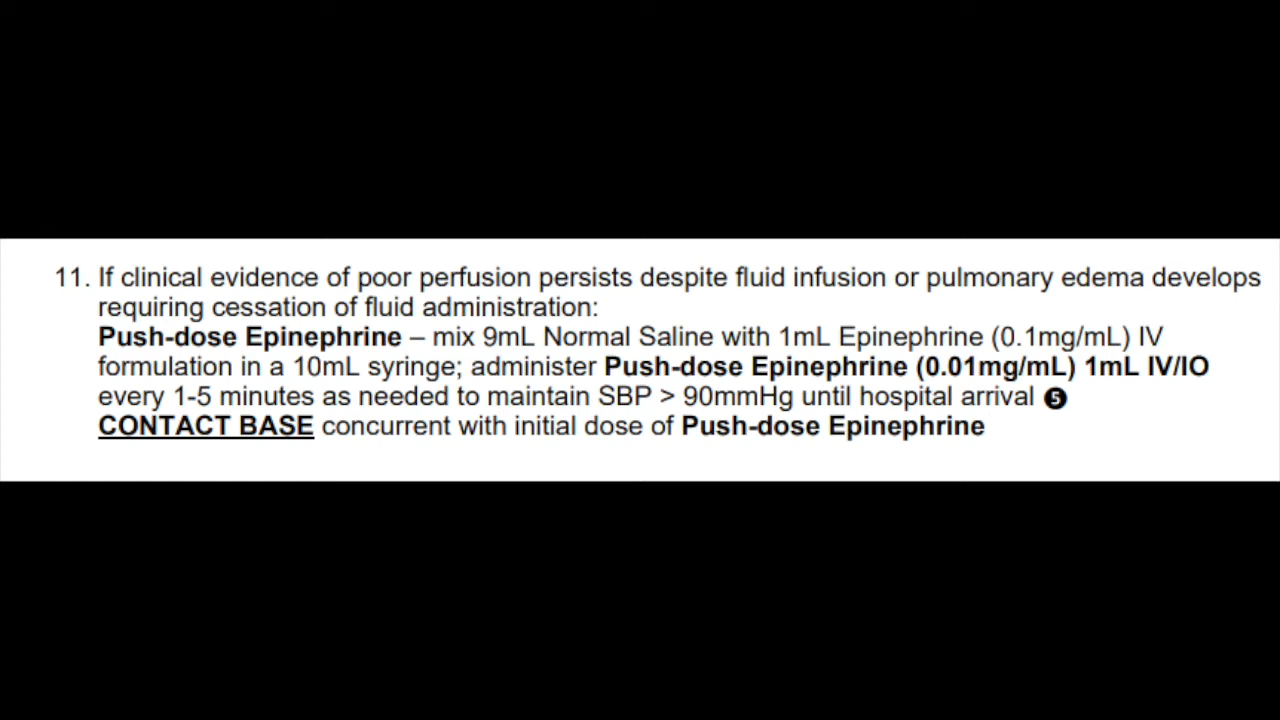 11. If clinical evidence of poor perfusion persists despite fluid infusion or pulmonary edema develops
requiring cessation of fluid administration:
Push-dose Epinephrine – mix 9mL Normal Saline with 1mL Epinephrine (0.1mg/mL) IV
formulation in a 10mL syringe; administer Push-dose Epinephrine (0.01mg/mL) 1mL IV/IO
every 1-5 minutes as needed to maintain SBP > 90mmHg until hospital arrival ❺
CONTACT BASE concurrent with initial dose of Push-dose Epinephrine